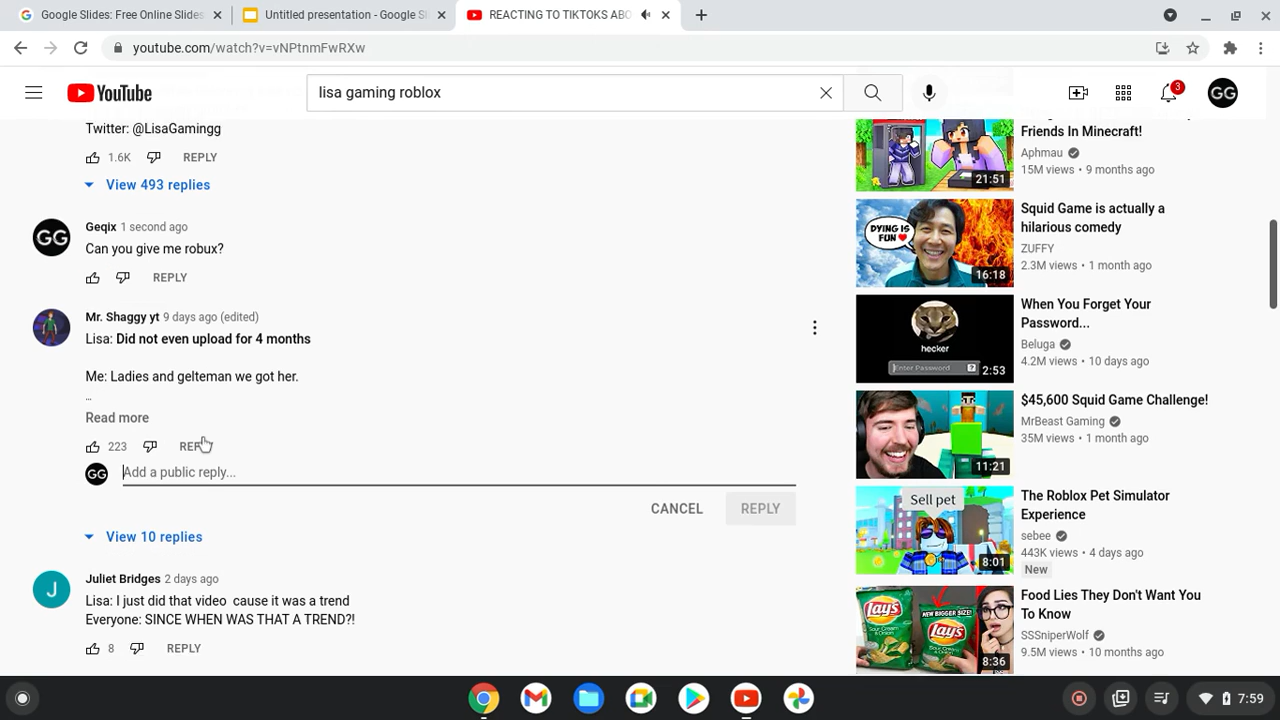 Google Slides: Free Online Slides
Untitled presentation - Google Sl
REACTING TO TIKTOKS ABO
youtube.com/watch?v=vNPtnmFwRXw
YouTube
lisa gaming roblox
3
GG
Twitter: @LisaGamingg
1.6K
REPLY
View 493 replies
GG
Geqix 1 second ago
Can you give me robux?
REPLY
Mr. Shaggy yt 9 days ago (edited)
Lisa: Did not even upload for 4 months
Me: Ladies and gelteman we got her.
..
Read more
223
REPLY
GG
Add a public reply...
CANCEL
REPLY
View 10 replies
J
Juliet Bridges 2 days ago
Lisa: I just did that video cause it was a trend
Everyone: SINCE WHEN WAS THAT A TREND?!
8
REPLY
Friends In Minecraft!
Aphmau
15M views • 9 months ago
21:51
Squid Game is actually a
hilarious comedy
ZUFFY
2.3M views • 1 month ago
DYING IS
FUN
16:18
When You Forget Your
Password...
Beluga
4.2M views • 10 days ago
hecker
Enter Password
?
2:53
$45,600 Squid Game Challenge!
MrBeast Gaming
35M views • 1 month ago
11:21
The Roblox Pet Simulator
Experience
sebee
443K views • 4 days ago
New
Sell pet
8:01
Food Lies They Don't Want You
To Know
SSSniperWolf
9.5M views • 10 months ago
Lay's
NEW BIGGER SIZE!
Lay's
8:36
7:59